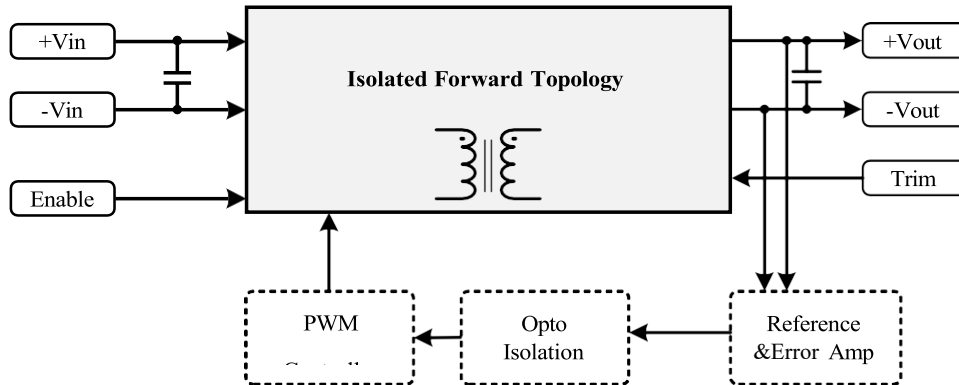 +Vin
-Vin
Enable
Isolated Forward Topology
+Vout
-Vout
Trim
PWM
Opto
Isolation
Reference
&Error Amp